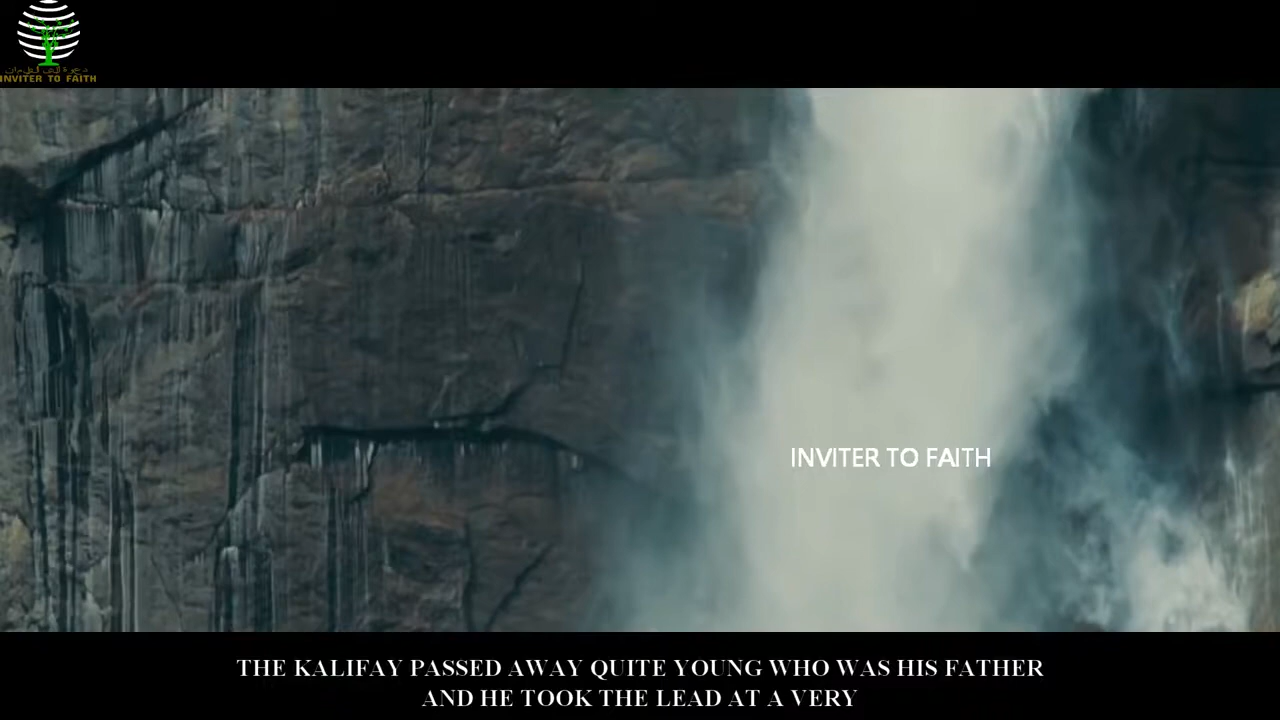 INVITER TO FAITH
INVITER TO FAITH
THE KALIFAY PASSED AWAY QUITE YOUNG WHO WAS HIS FATHER
AND HE TOOK THE LEAD AT A VERY